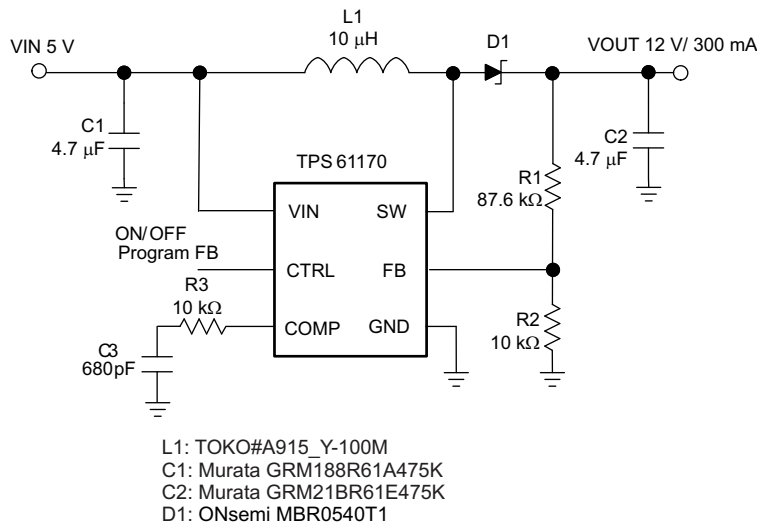 VIN 5 V
L1
10 μH
D1
VOUT 12 V/ 300 mA
C1
4.7 μF
C2
4.7 μF
TPS 61170
R1
87.6 kΩ
VIN
SW
ON/OFF
Program FB
CTRL
FB
R3
10 kΩ
COMP
GND
R2
10 kΩ
C3
680pF
L1: TOKO#A915_Y-100M
C1: Murata GRM188R61A475K
C2: Murata GRM21BR61E475K
D1: ONsemi MBR0540T1